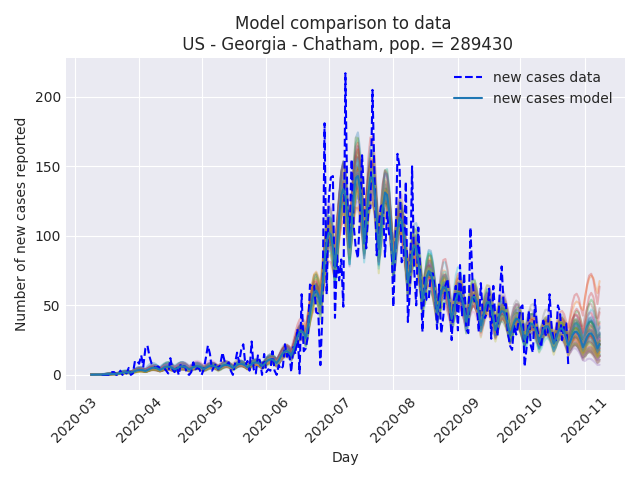 Model comparison to data
US - Georgia - Chatham, pop. = 289430
new cases data
new cases model
Number of new cases reported
200
150
100
50
0
2020-03
2020-04
2020-05
2020-06
2020-07
2020-08
2020-09
2020-10
2020-11
Day